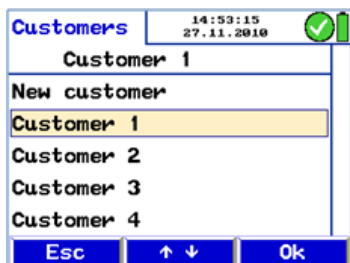 Customers
14:53:15
27.11.2010
Customer 1
New customer
Customer 1
Customer 2
Customer 3
Customer 4
Esc ↑ ↓ Ok